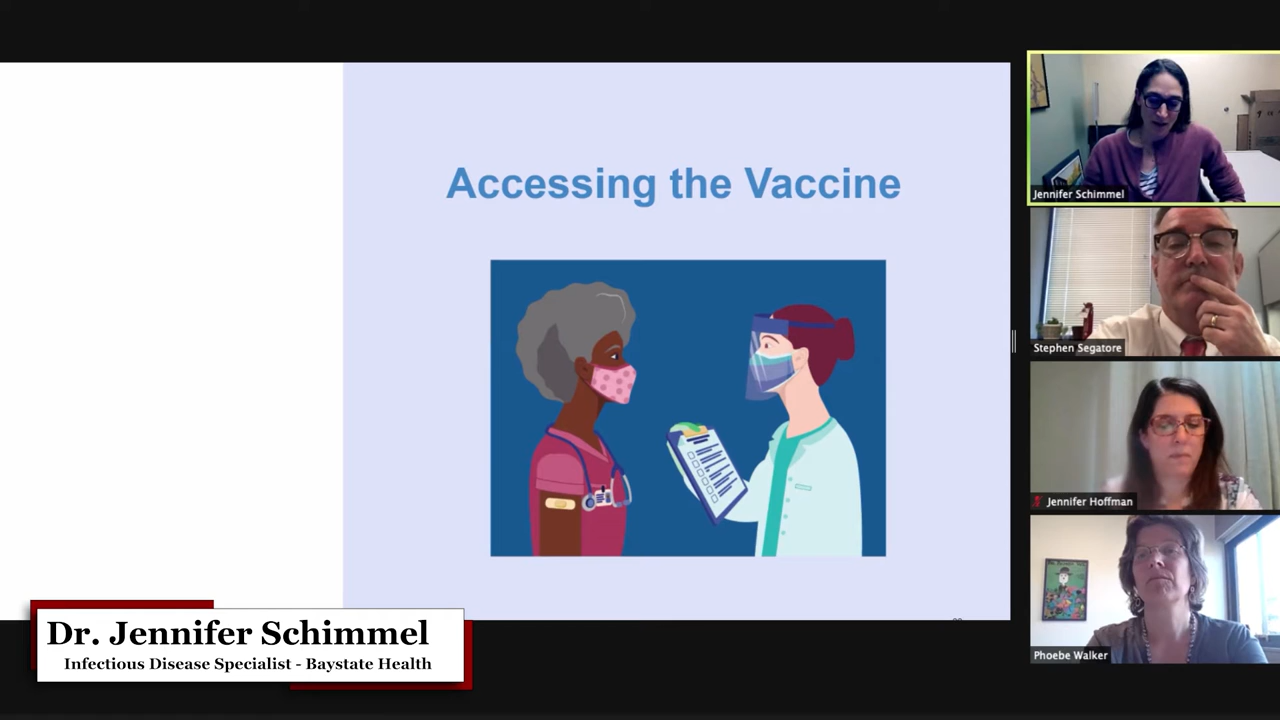 Accessing the Vaccine
Jennifer Schimmel
Stephen Segatore
Jennifer Hoffman
Phoebe Walker
Dr. Jennifer Schimmel
Infectious Disease Specialist - Baystate Health